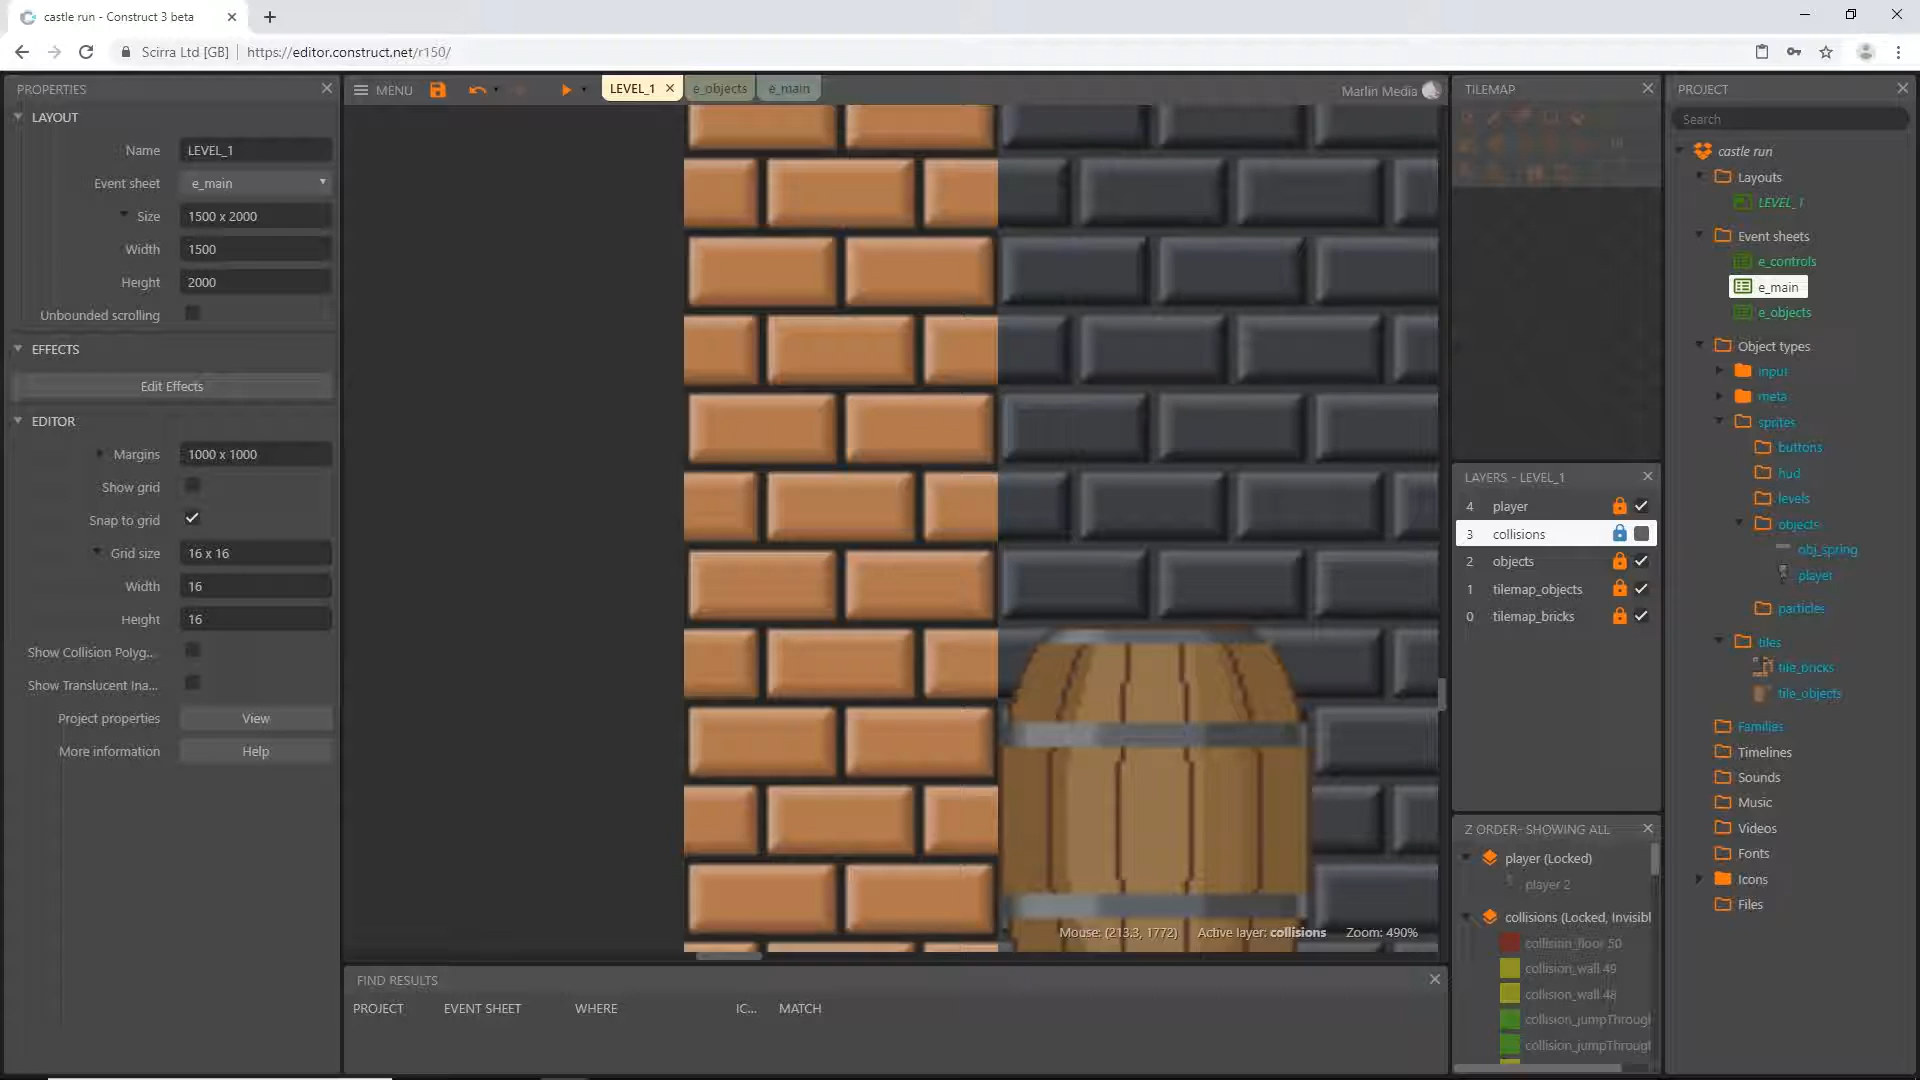 castle run - Construct 3 beta
Scirra Ltd [GB]
https://editor.construct.net/r150/
PROPERTIES
LAYOUT
Name LEVEL_1
Event sheet e_main
Size 1500 x 2000
Width 1500
Height 2000
Unbounded scrolling
EFFECTS
Edit Effects
EDITOR
Margins 1000 x 1000
Show grid
Snap to grid
Grid size 16 x 16
Width 16
Height 16
Show Collision Polyg...
Show Translucent Ina...
Project properties View
More information Help
MENU
LEVEL_1
e_objects
e_main
Marlin Media
Mouse: (213.3, 1772) Active layer: collisions Zoom: 490%
FIND RESULTS
PROJECT EVENT SHEET WHERE IC... MATCH
TILEMAP
LAYERS - LEVEL_1
4 player
3 collisions
2 objects
1 tilemap_objects
0 tilemap_bricks
Z ORDER- SHOWING ALL
player (Locked)
player 2
collisions (Locked, Invisibl
collision_floor 50
collision_wall 49
collision_wall 48
collision_jumpThrough
collision_jumpThrough
PROJECT
Search
castle run
Layouts
LEVEL_1
Event sheets
e_controls
e_main
e_objects
Object types
input
meta
sprites
buttons
hud
levels
objects
obj_spring
player
particles
tiles
tile_bricks
tile_objects
Families
Timelines
Sounds
Music
Videos
Fonts
Icons
Files